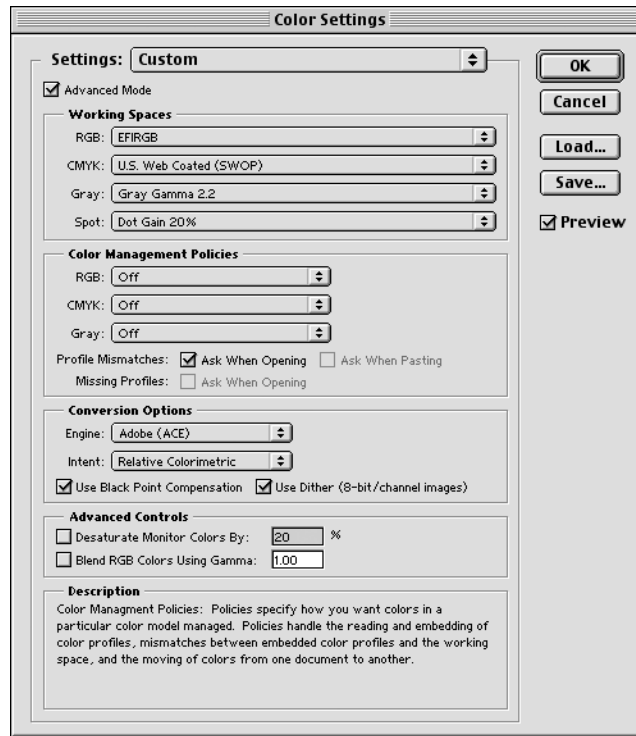 Color Settings
Settings: Custom
OK
Advanced Mode
Cancel
Working Spaces
RGB: EFIRGB
Load...
CMYK: U.S. Web Coated (SWOP)
Save...
Gray: Gray Gamma 2.2
Spot: Dot Gain 20%
Preview
Color Management Policies
RGB: Off
CMYK: Off
Gray: Off
Profile Mismatches: Ask When Opening Ask When Pasting
Missing Profiles: Ask When Opening
Conversion Options
Engine: Adobe (ACE)
Intent: Relative Colorimetric
Use Black Point Compensation Use Dither (8-bit/channel images)
Advanced Controls
Desaturate Monitor Colors By: 20 %
Blend RGB Colors Using Gamma: 1.00
Description
Color Managment Policies: Policies specify how you want colors in a
particular color model managed. Policies handle the reading and embedding of
color profiles, mismatches between embedded color profiles and the working
space, and the moving of colors from one document to another.